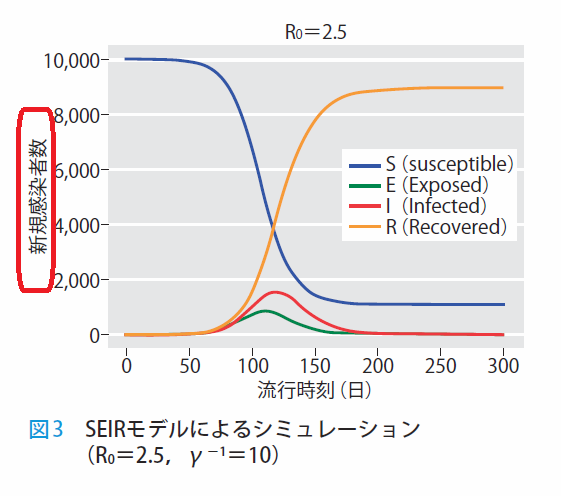 R₀=2.5
10,000
8,000
6,000
4,000
2,000
0
新規感染者数
S (susceptible)
E (Exposed)
I (Infected)
R (Recovered)
0 50 100 150 200 250 300
流行時刻(日)
図3 SEIRモデルによるシミュレーション
(R₀=2.5, γ⁻¹=10)